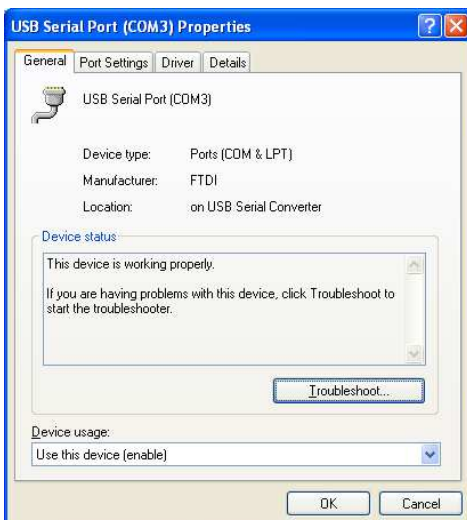 USB Serial Port (COM3) Properties
General Port Settings Driver Details
USB Serial Port (COM3)
Device type: Ports (COM & LPT)
Manufacturer: FTDI
Location: on USB Serial Converter
Device status
This device is working properly.
If you are having problems with this device, click Troubleshoot to
start the troubleshooter.
Troubleshoot...
Device usage:
Use this device (enable)
OK Cancel